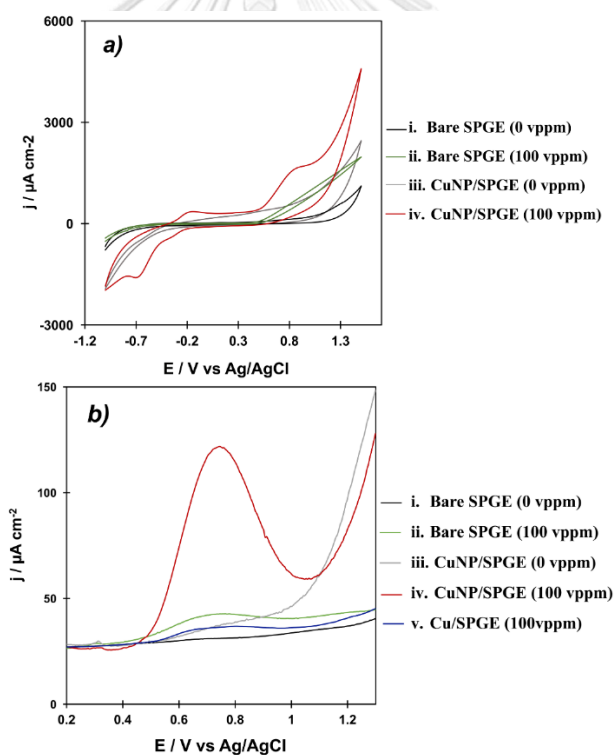 a)
6000
3000
0
-3000
-1.2 -0.7 -0.2 0.3 0.8 1.3
j / µA cm-2
E / V vs Ag/AgCl
i. Bare SPGE (0 vppm)
ii. Bare SPGE (100 vppm)
iii. CuNP/SPGE (0 vppm)
iv. CuNP/SPGE (100 vppm)
b)
150
100
50
0
0.2 0.4 0.6 0.8 1 1.2
j / µA cm⁻²
E / V vs Ag/AgCl
i. Bare SPGE (0 vppm)
ii. Bare SPGE (100 vppm)
iii. CuNP/SPGE (0 vppm)
iv. CuNP/SPGE (100 vppm)
v. Cu/SPGE (100vppm)